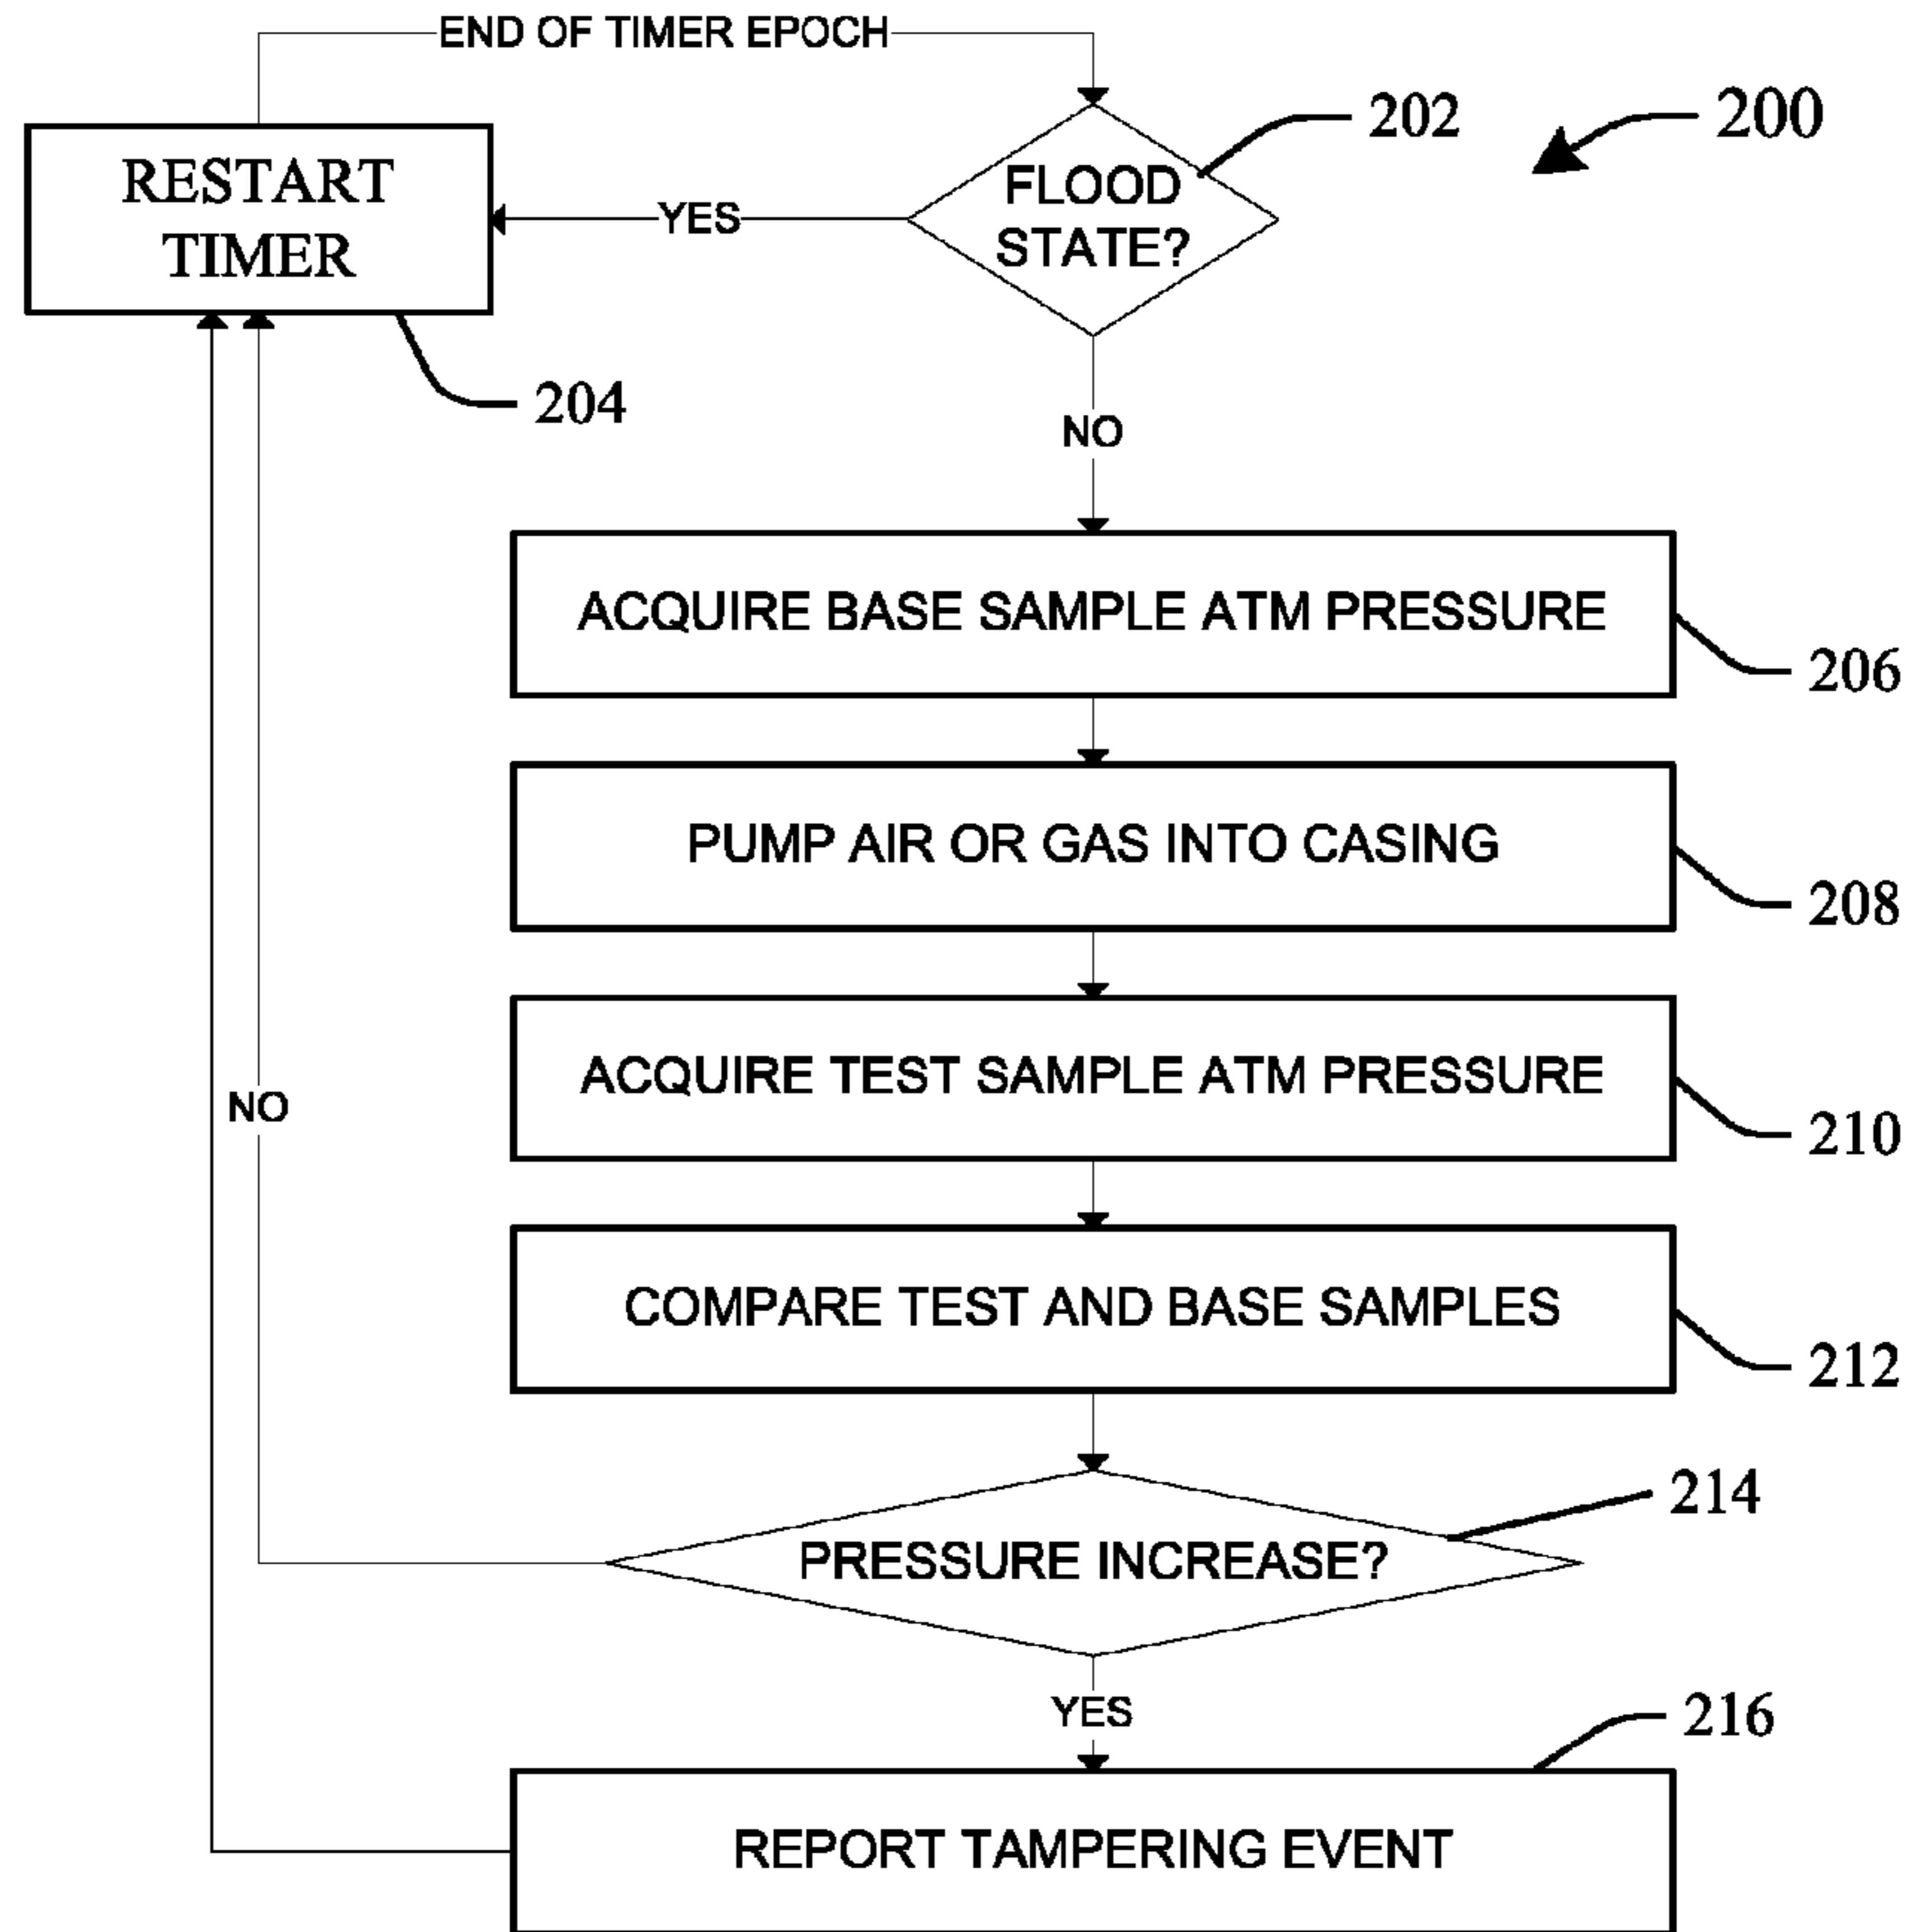 END OF TIMER EPOCH
202
200
RESTART
TIMER
YES
FLOOD
STATE?
204
NO
ACQUIRE BASE SAMPLE ATM PRESSURE
206
PUMP AIR OR GAS INTO CASING
208
ACQUIRE TEST SAMPLE ATM PRESSURE
NO
210
COMPARE TEST AND BASE SAMPLES
212
214
PRESSURE INCREASE?
YES
216
REPORT TAMPERING EVENT